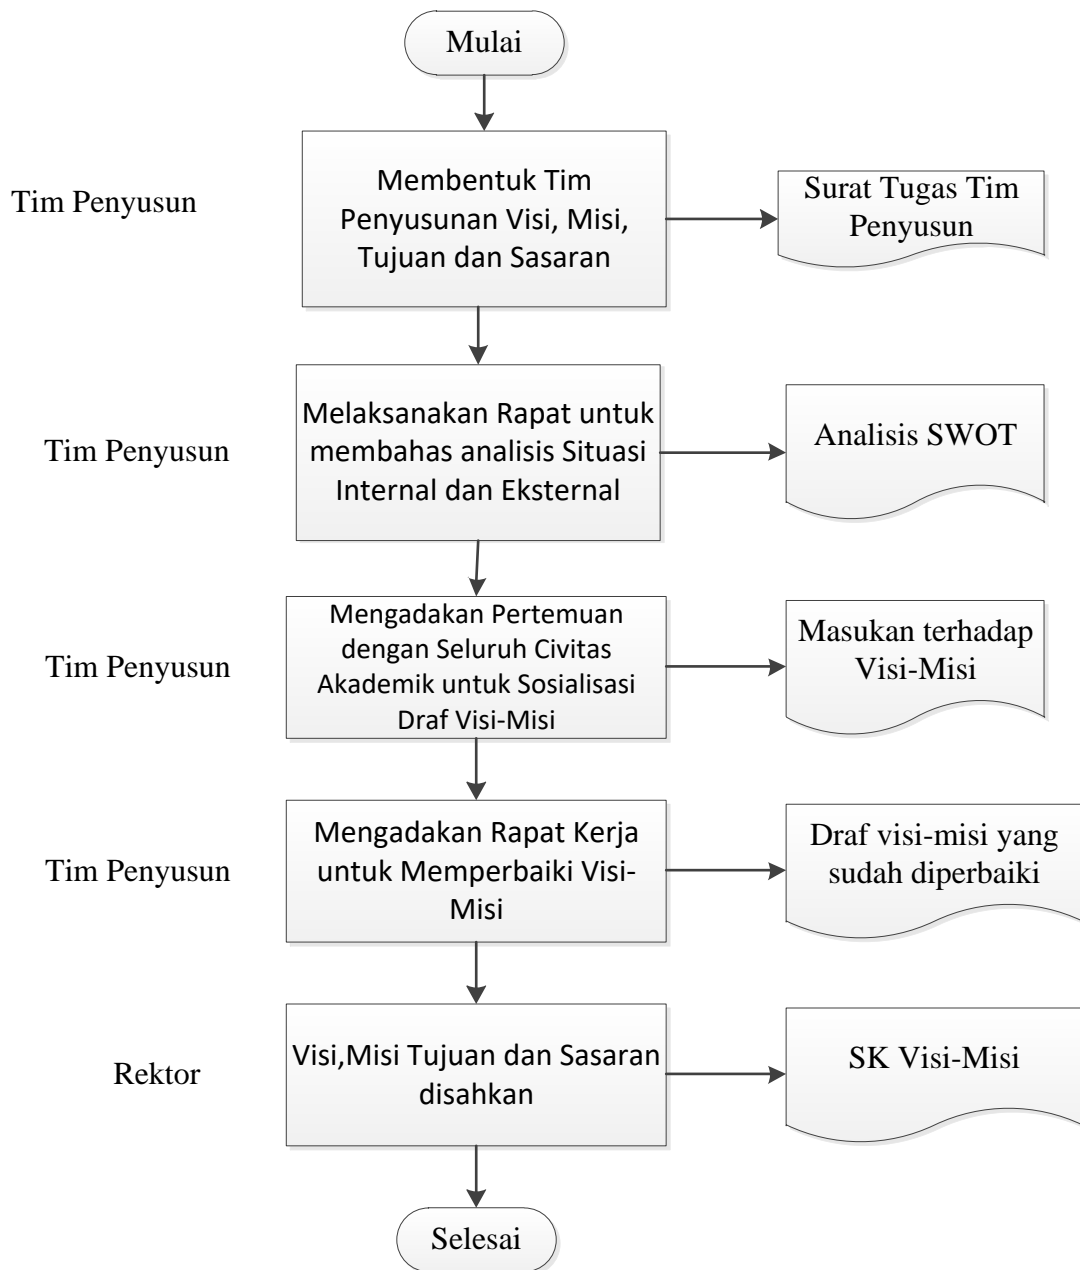 Mulai
Tim Penyusun
Membentuk Tim
Penyusunan Visi, Misi,
Tujuan dan Sasaran
Surat Tugas Tim
Penyusun
Tim Penyusun
Melaksanakan Rapat untuk
membahas analisis Situasi
Internal dan Eksternal
Analisis SWOT
Tim Penyusun
Mengadakan Pertemuan
dengan Seluruh Civitas
Akademik untuk Sosialisasi
Draf Visi-Misi
Masukan terhadap
Visi-Misi
Tim Penyusun
Mengadakan Rapat Kerja
untuk Memperbaiki Visi-
Misi
Draf visi-misi yang
sudah diperbaiki
Rektor
Visi,Misi Tujuan dan Sasaran
disahkan
SK Visi-Misi
Selesai